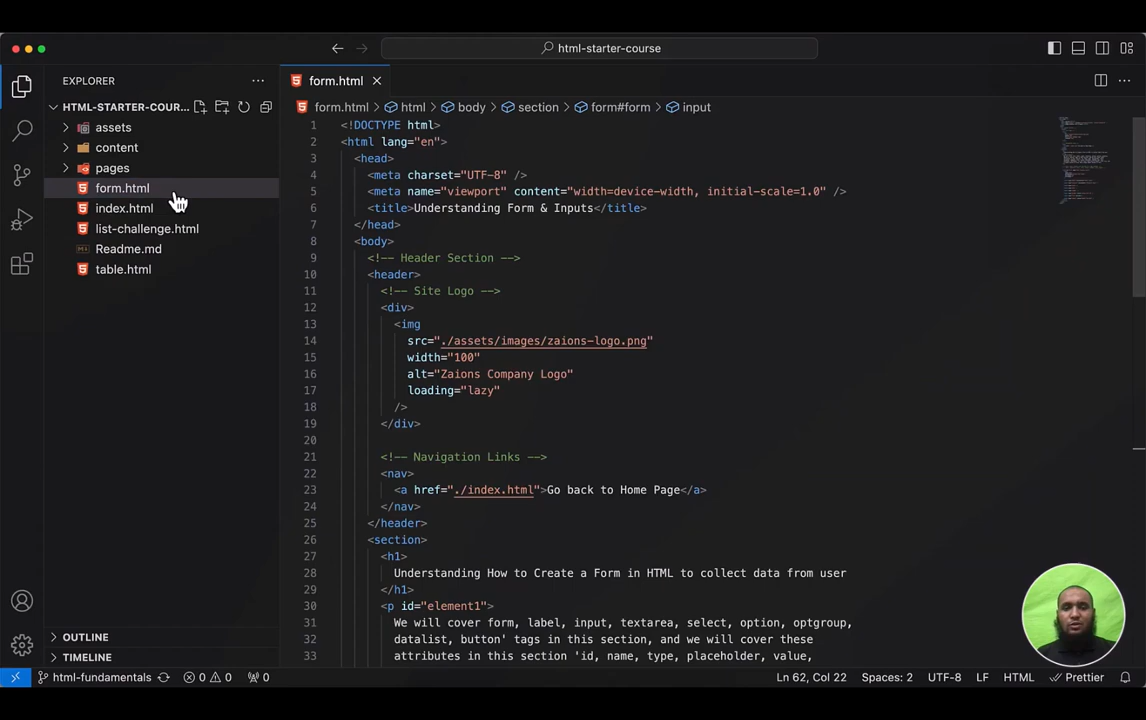 html-starter-course
EXPLORER
form.html
HTML-STARTER-COUR...
form.html > html > body > section > form#form > input
assets
content
pages
form.html
index.html
list-challenge.html
Readme.md
table.html
1 <!DOCTYPE html>
2 <html lang="en">
3 <head>
4 <meta charset="UTF-8" />
5 <meta name="viewport" content="width=device-width, initial-scale=1.0" />
6 <title>Understanding Form & Inputs</title>
7 </head>
8 <body>
9 <!-- Header Section -->
10 <header>
11 <!-- Site Logo -->
12 <div>
13 <img
14 src="./assets/images/zaions-logo.png"
15 width="100"
16 alt="Zaions Company Logo"
17 loading="lazy"
18 />
19 </div>
20
21 <!-- Navigation Links -->
22 <nav>
23 <a href="./index.html">Go back to Home Page</a>
24 </nav>
25 </header>
26 <section>
27 <h1>
28 Understanding How to Create a Form in HTML to collect data from user
29 </h1>
30 <p id="element1">
31 We will cover form, label, input, textarea, select, option, optgroup,
32 datalist, button' tags in this section, and we will cover these
33 attributes in this section 'id, name, type, placeholder, value,
OUTLINE
TIMELINE
html-fundamentals 0 0 0 Ln 62, Col 22 Spaces: 2 UTF-8 LF HTML Prettier